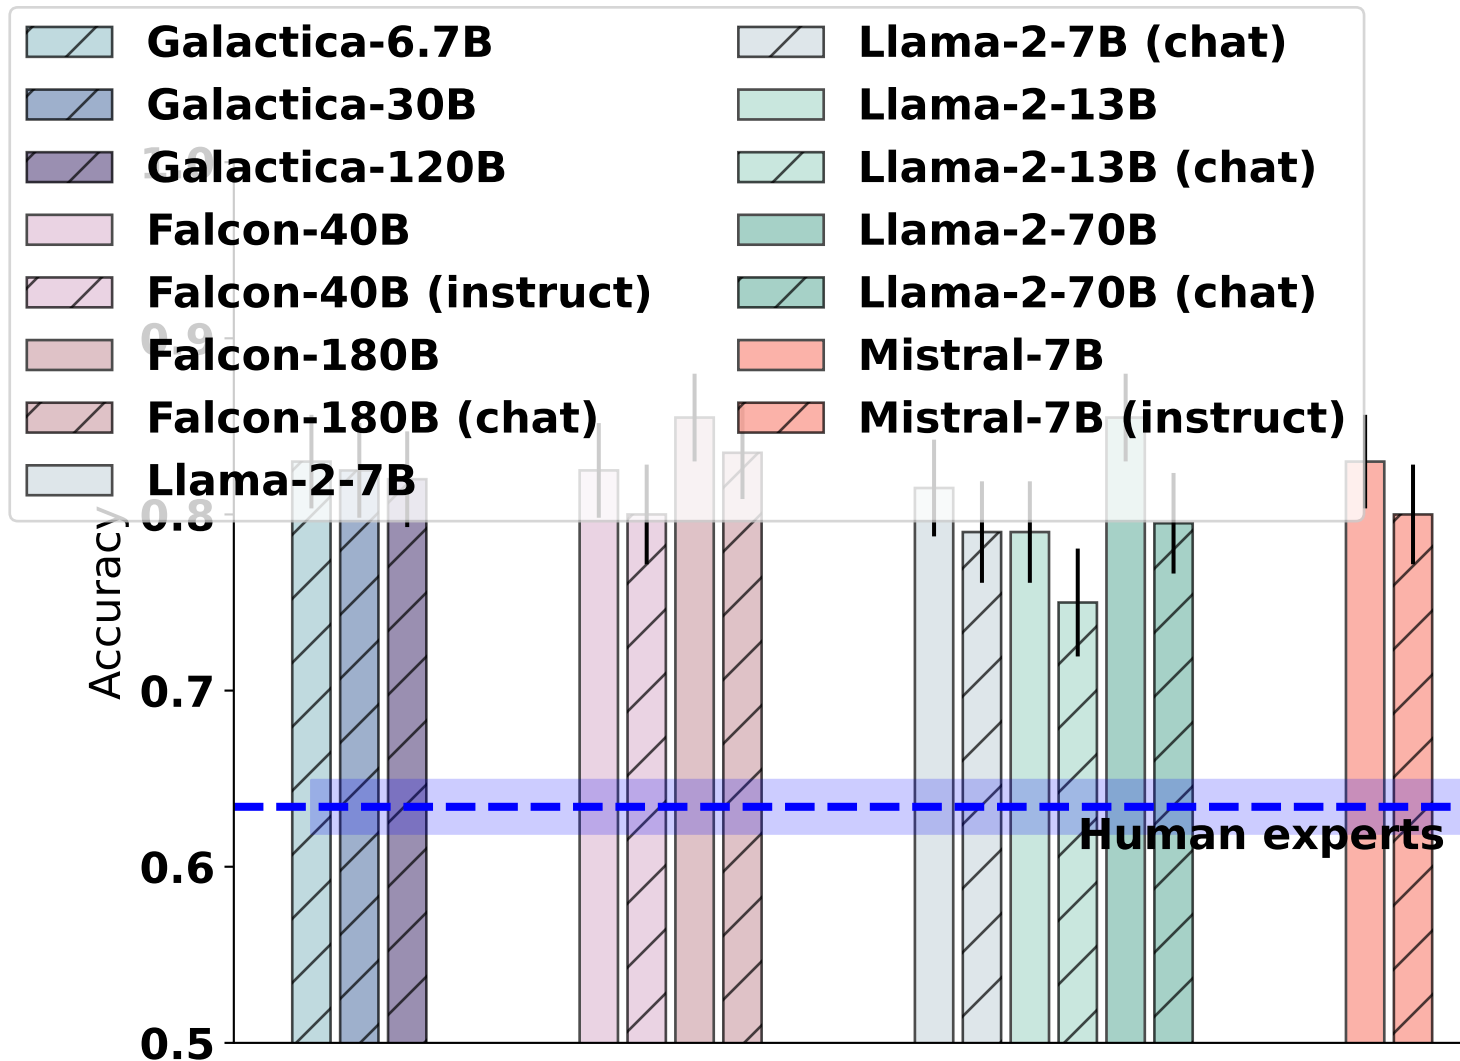 Galactica-6.7B
Galactica-30B
Galactica-120B
Falcon-40B
Falcon-40B (instruct)
Falcon-180B
Falcon-180B (chat)
Llama-2-7B
Llama-2-7B (chat)
Llama-2-13B
Llama-2-13B (chat)
Llama-2-70B
Llama-2-70B (chat)
Mistral-7B
Mistral-7B (instruct)
1.0
0.9
0.8
0.7
0.6
0.5
Accuracy
Human experts